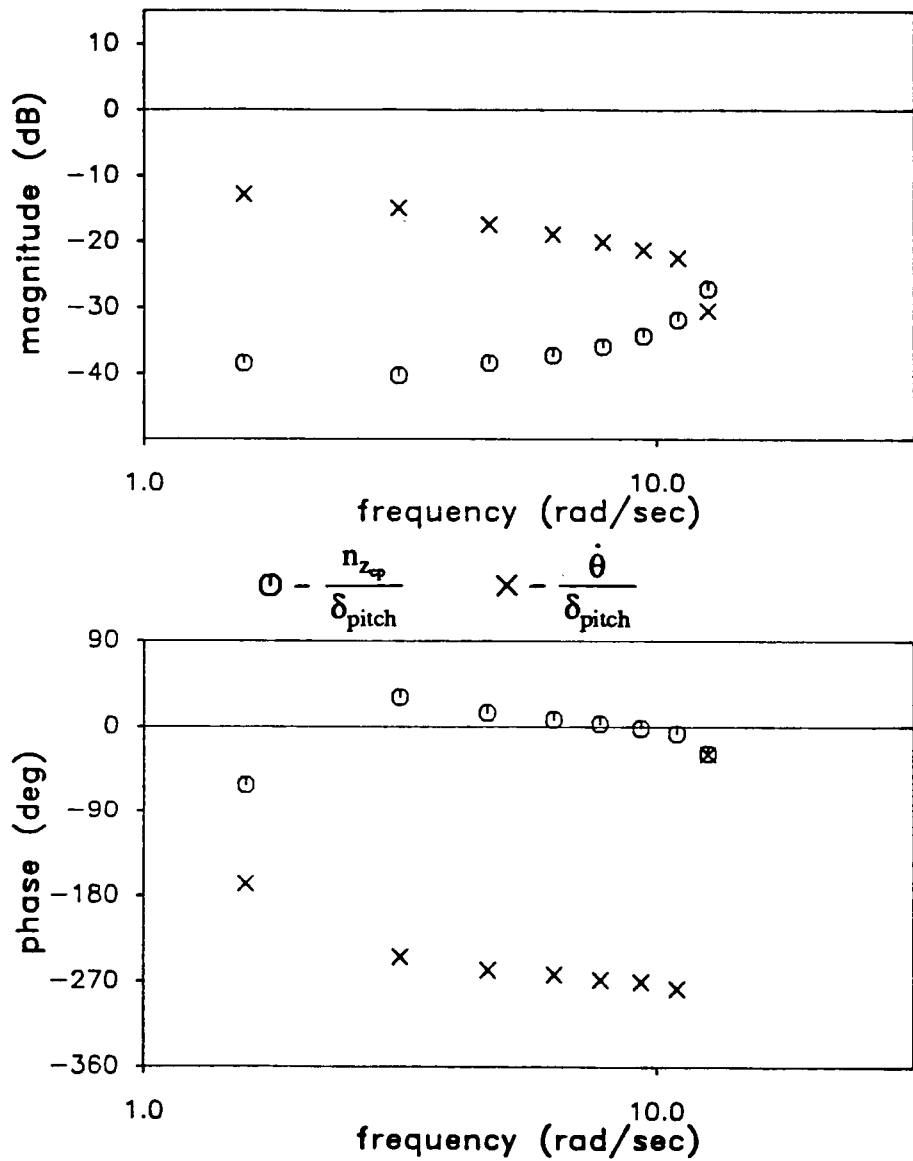 magnitude (dB)
10
0
−10
−20
−30
−40
1.0 10.0
frequency (rad/sec)
O – n_{z_{cp}} / δ_{pitch} × – θ̇ / δ_{pitch}
phase (deg)
90
0
−90
−180
−270
−360
1.0 10.0
frequency (rad/sec)